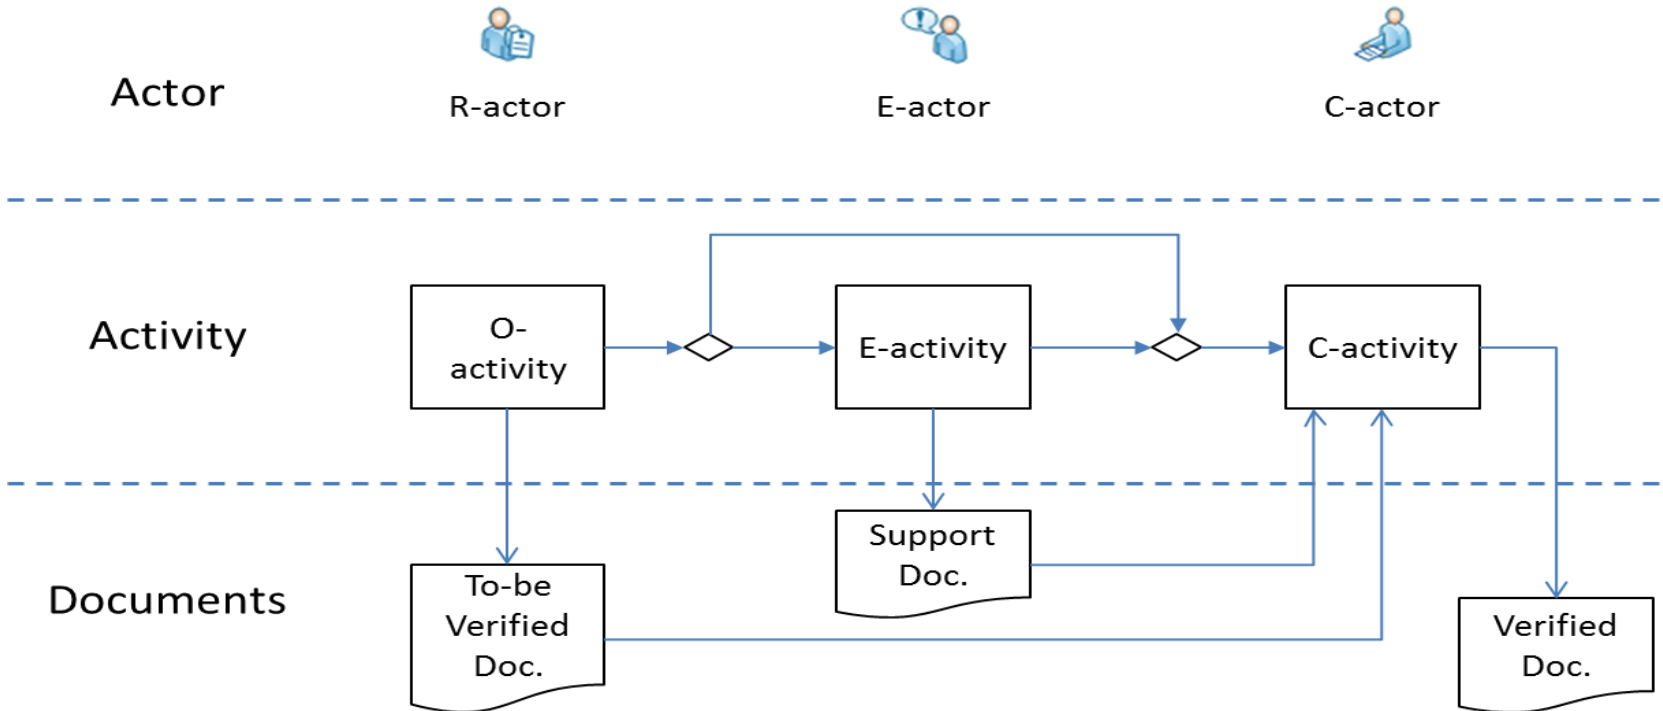 Actor
R-actor
E-actor
C-actor
Activity
O-
activity
E-activity
C-activity
Documents
To-be
Verified
Doc.
Support
Doc.
Verified
Doc.